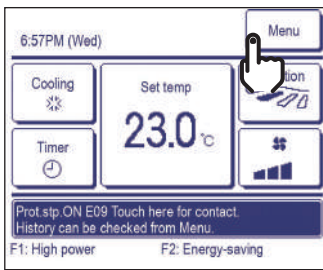 6:57PM (Wed)
Menu
Cooling
Set temp
tion
23.0 °C
Timer
Prot.stp.ON E09 Touch here for contact.
History can be checked from Menu.
F1: High power F2: Energy-saving